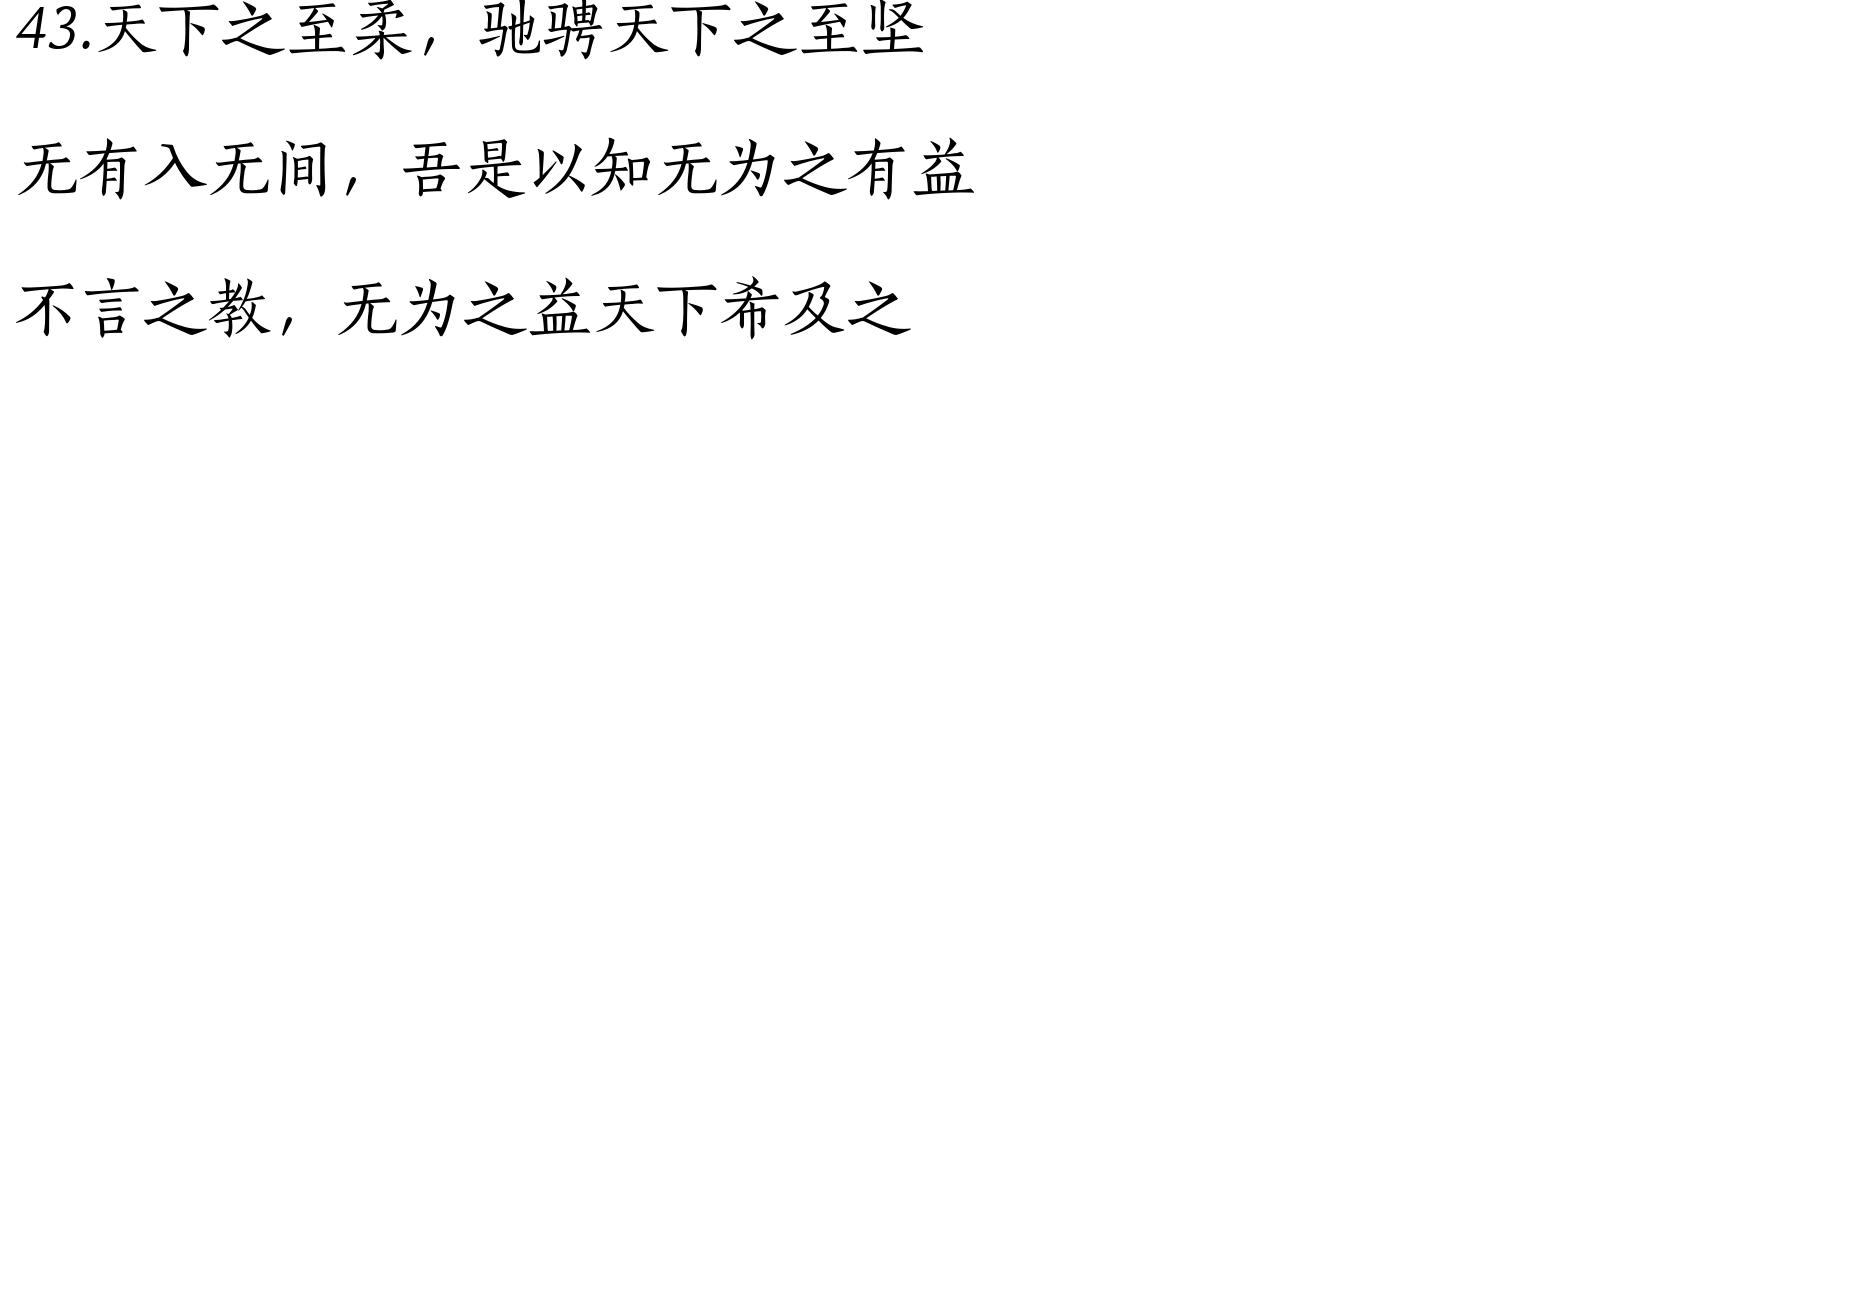 43.天下之至柔，驰骋天下之至坚
无有入无间，吾是以知无为之有益
不言之教，无为之益天下希及之